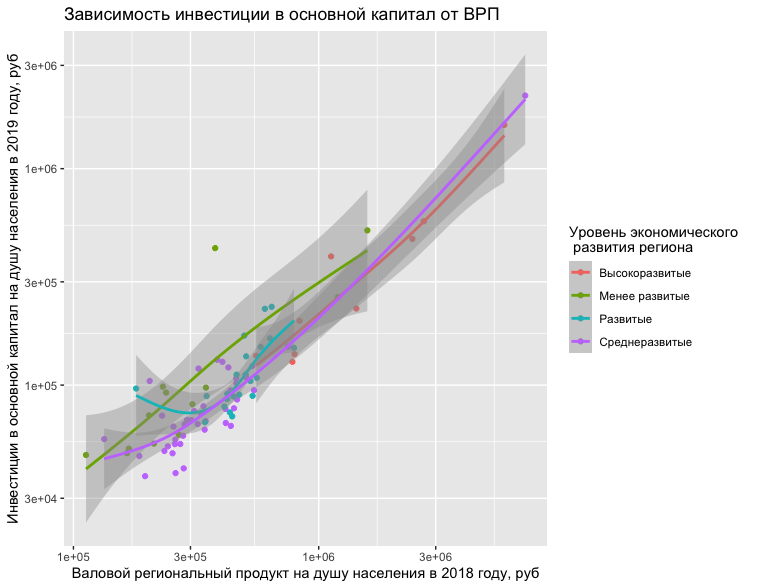 Зависимость инвестиции в основной капитал от ВРП
Инвестиции в основной капитал на душу населения в 2019 году, руб
3e+06
1e+06
3e+05
1e+05
3e+04
1e+05
3e+05
1e+06
3e+06
Валовой региональный продукт на душу населения в 2018 году, руб
Уровень экономического
развития региона
Высокоразвитые
Менее развитые
Развитые
Среднеразвитые